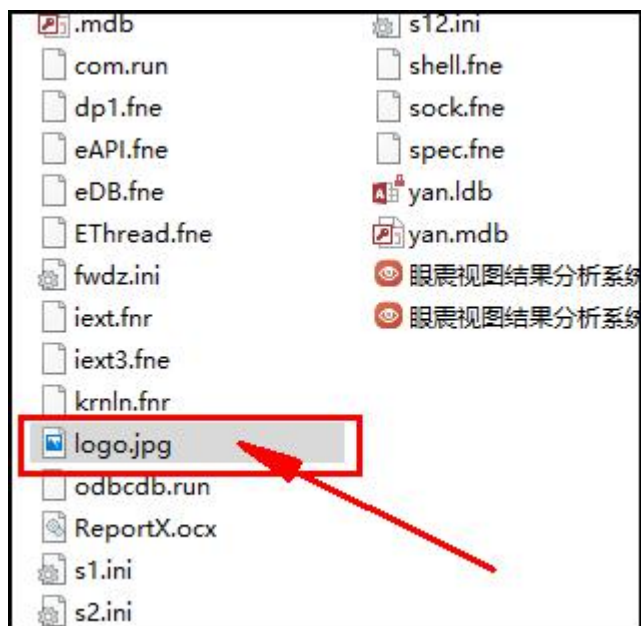 .mdb
com.run
dp1.fne
eAPI.fne
eDB.fne
EThread.fne
fwdz.ini
iext.fnr
iext3.fne
krnln.fnr
logo.jpg
odbcdb.run
ReportX.ocx
s1.ini
s2.ini
s12.ini
shell.fne
sock.fne
spec.fne
yan.ldb
yan.mdb
眼震视图结果分析系统
眼震视图结果分析系统